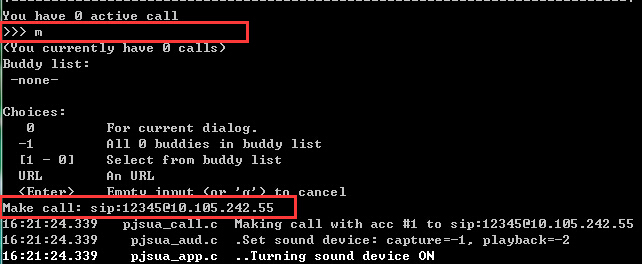 You have 0 active call
>>> m
(You currently have 0 calls)
Buddy list:
-none-
Choices:
0 For current dialog.
-1 All 0 buddies in buddy list
[1 - 0] Select from buddy list
URL An URL
<Enter> Empty input (or 'q') to cancel
Make call: sip:12345@10.105.242.55
16:21:24.339 pjsua_call.c Making call with acc #1 to sip:12345@10.105.242.55
16:21:24.339 pjsua_aud.c .Set sound device: capture=-1, playback=-2
16:21:24.339 pjsua_app.c ..Turning sound device ON